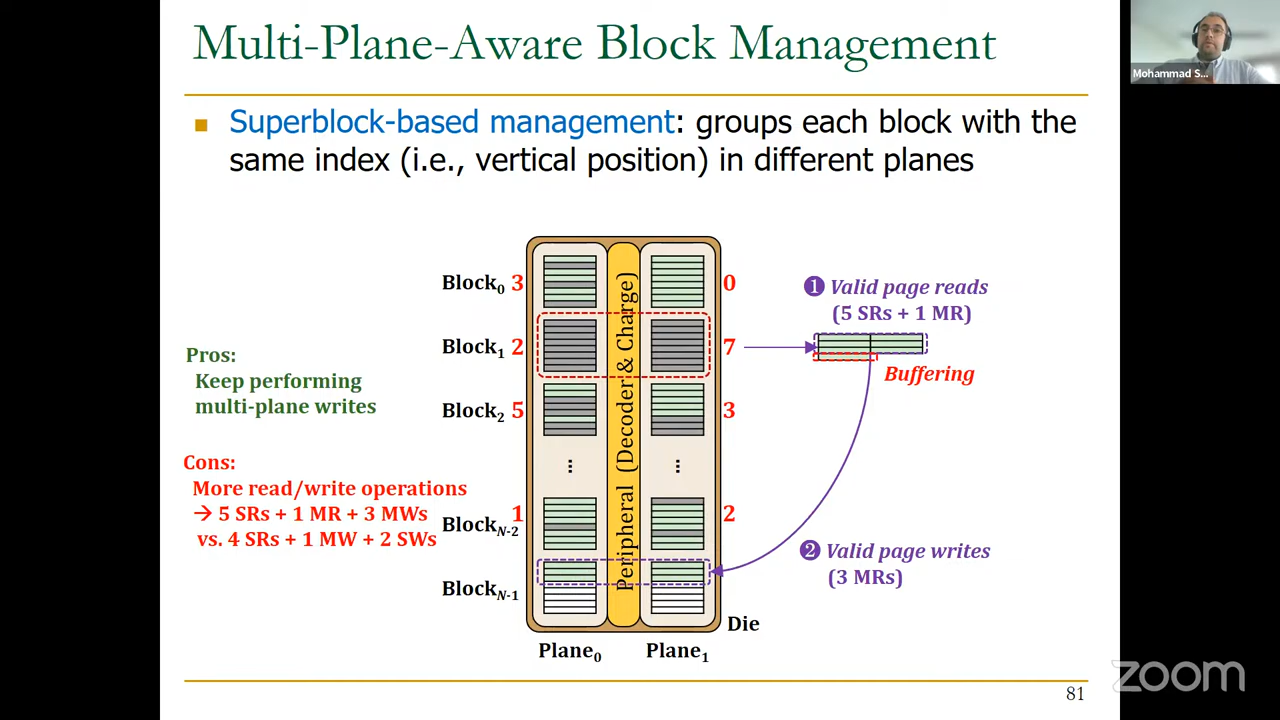 Multi-Plane-Aware Block Management
Mohammad S...
■ Superblock-based management: groups each block with the
same index (i.e., vertical position) in different planes
Block0 3
0
Block1 2
7
Block2 5
3
...
...
BlockN-2 1
2
BlockN-1
Peripheral (Decoder & Charge)
Plane0
Plane1
Die
Pros:
Keep performing
multi-plane writes
Cons:
More read/write operations
→ 5 SRs + 1 MR + 3 MWs
vs. 4 SRs + 1 MW + 2 SWs
❶ Valid page reads
(5 SRs + 1 MR)
Buffering
❷ Valid page writes
(3 MRs)
81
zoom